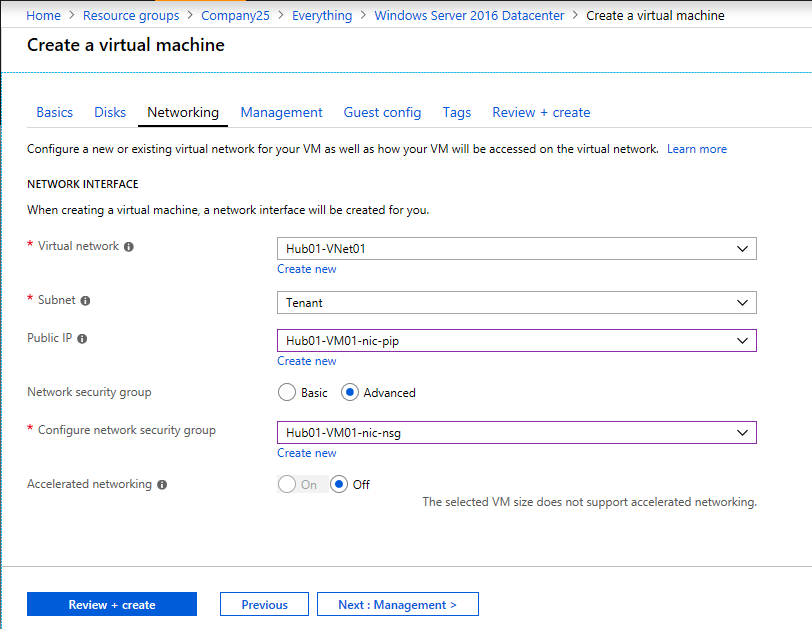 Home > Resource groups > Company25 > Everything > Windows Server 2016 Datacenter > Create a virtual machine
Create a virtual machine
Basics Disks Networking Management Guest config Tags Review + create
Configure a new or existing virtual network for your VM as well as how your VM will be accessed on the virtual network. Learn more
NETWORK INTERFACE
When creating a virtual machine, a network interface will be created for you.
* Virtual network Hub01-VNet01
Create new
* Subnet Tenant
Public IP Hub01-VM01-nic-pip
Create new
Network security group Basic Advanced
* Configure network security group Hub01-VM01-nic-nsg
Create new
Accelerated networking On Off
The selected VM size does not support accelerated networking.
Review + create Previous Next : Management >